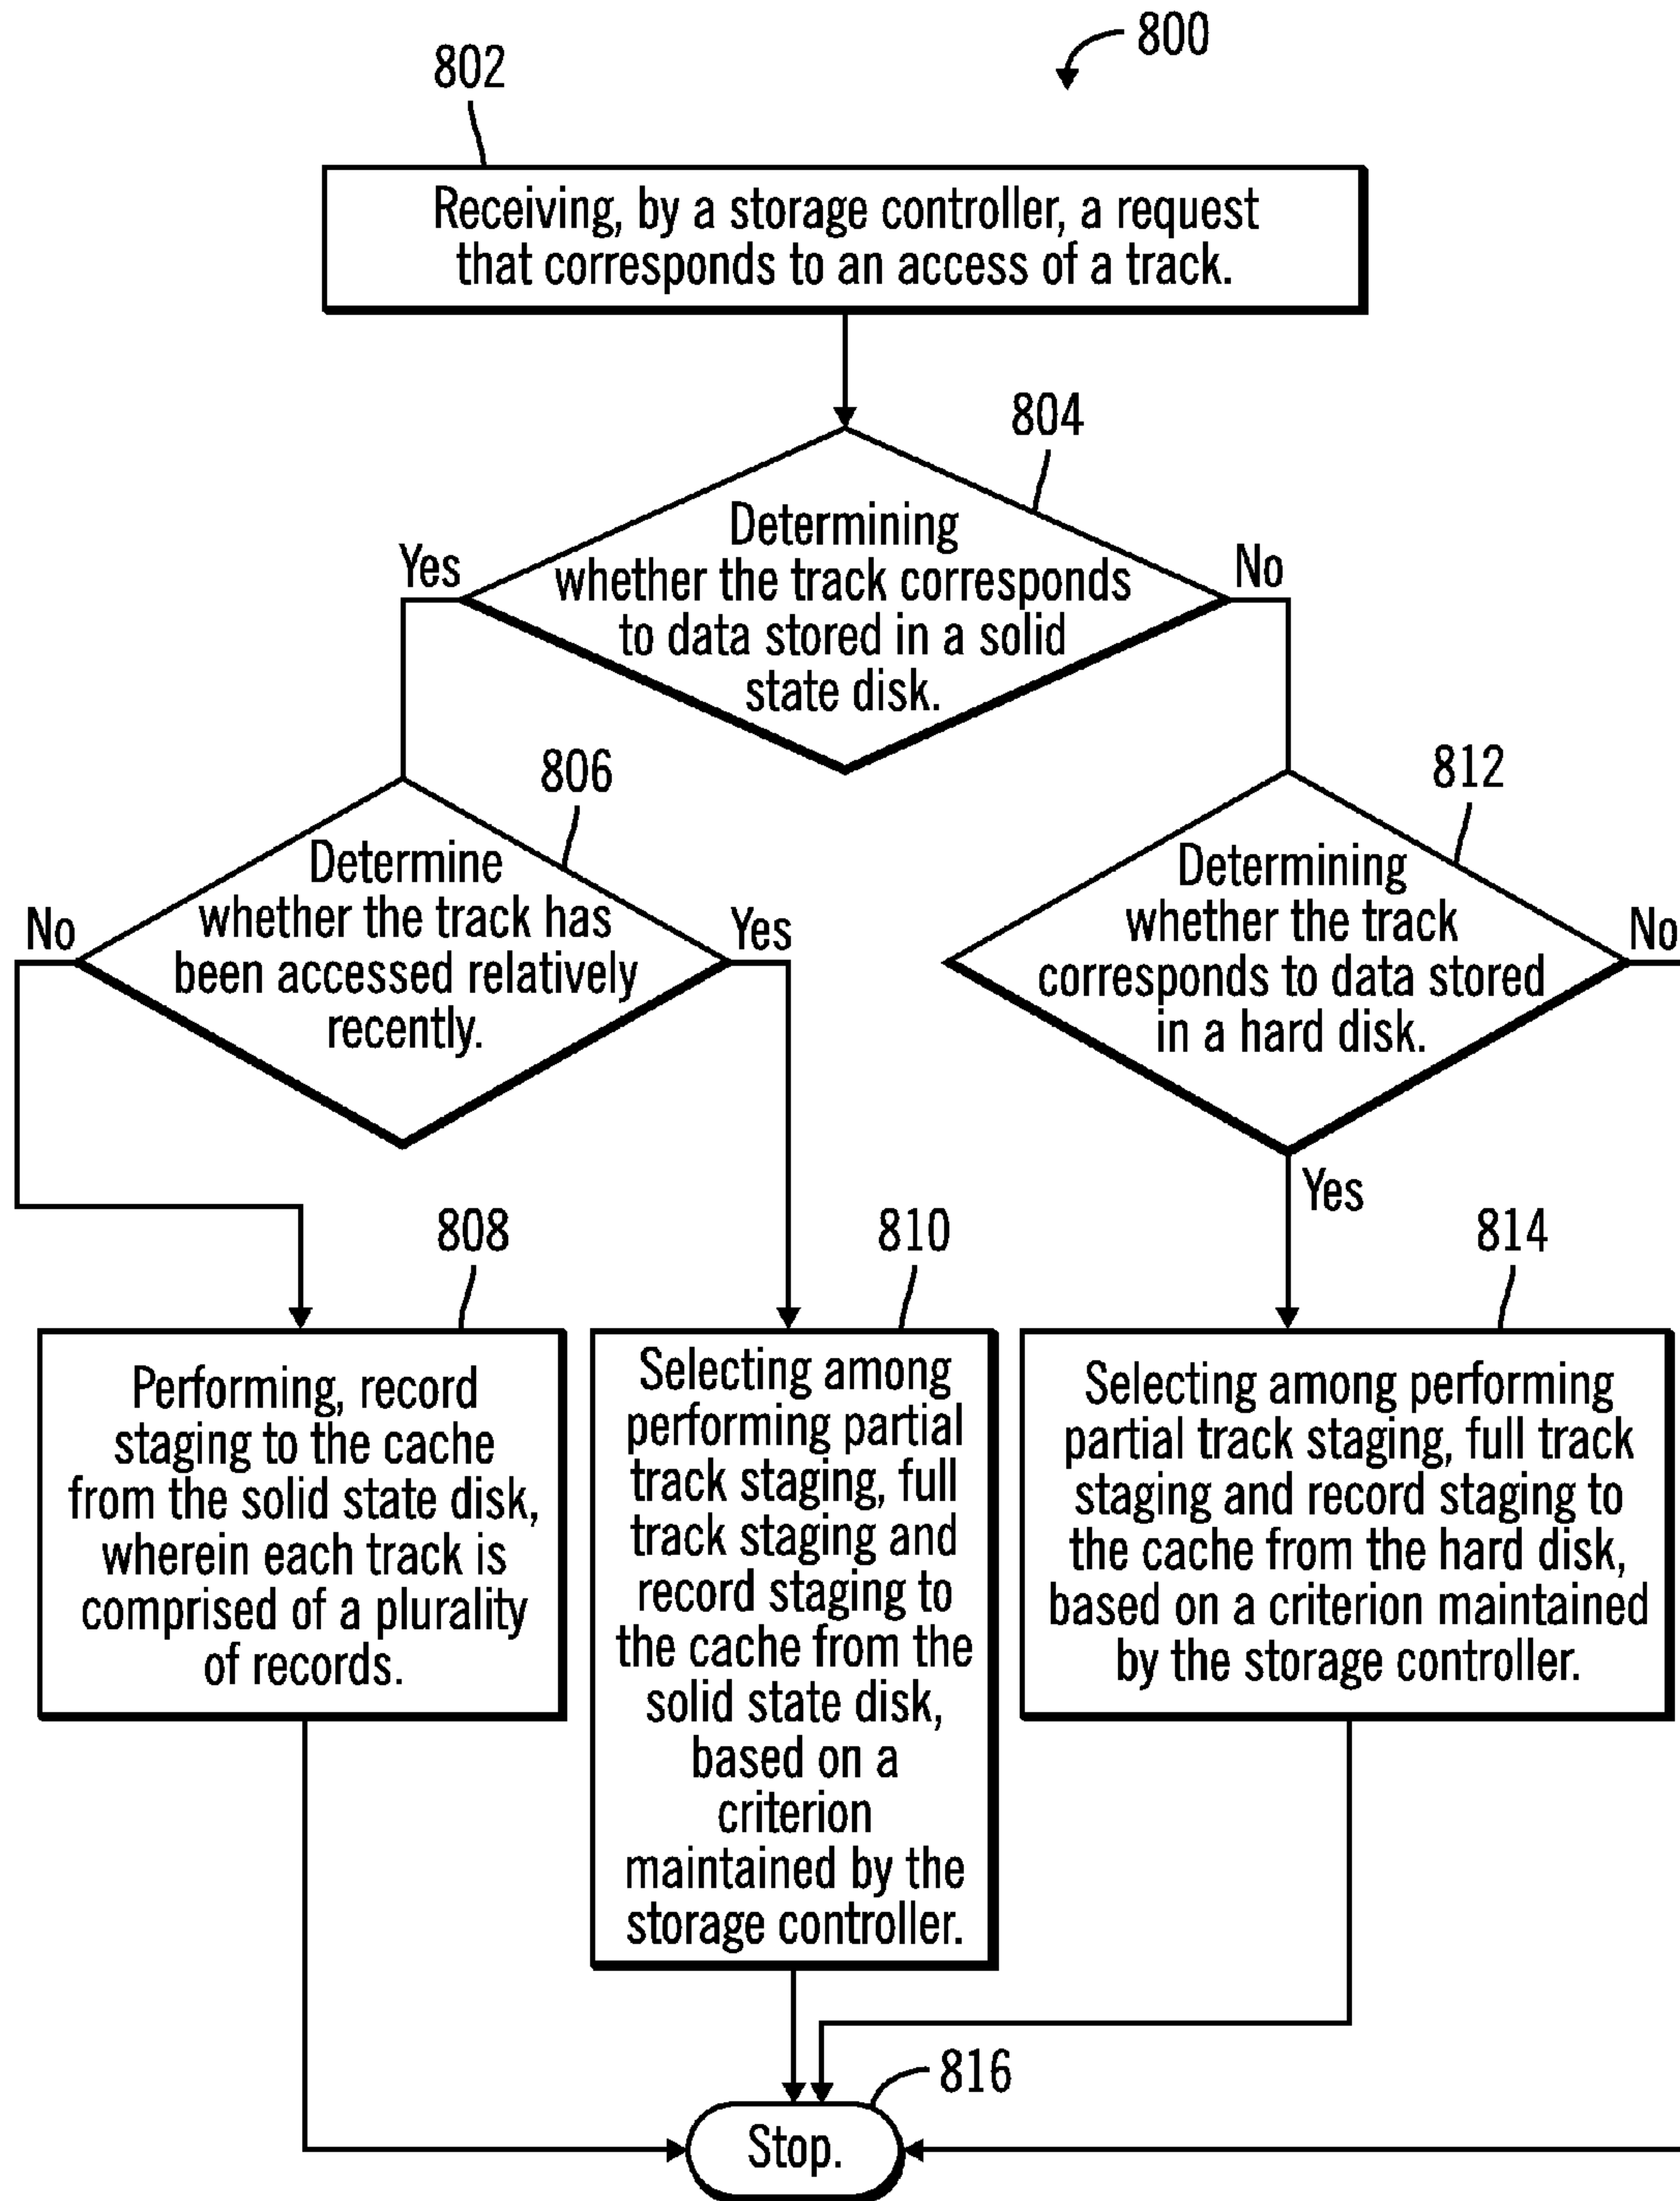 800
802
Receiving, by a storage controller, a request
that corresponds to an access of a track.
804
Determining
whether the track corresponds
to data stored in a solid
state disk.
Yes
No
806
Determine
whether the track has
been accessed relatively
recently.
No
Yes
812
Determining
whether the track
corresponds to data stored
in a hard disk.
No
Yes
808
Performing, record
staging to the cache
from the solid state disk,
wherein each track is
comprised of a plurality
of records.
810
Selecting among
performing partial
track staging, full
track staging and
record staging to
the cache from the
solid state disk,
based on a
criterion
maintained by the
storage controller.
814
Selecting among performing
partial track staging, full track
staging and record staging to
the cache from the hard disk,
based on a criterion maintained
by the storage controller.
816
Stop.